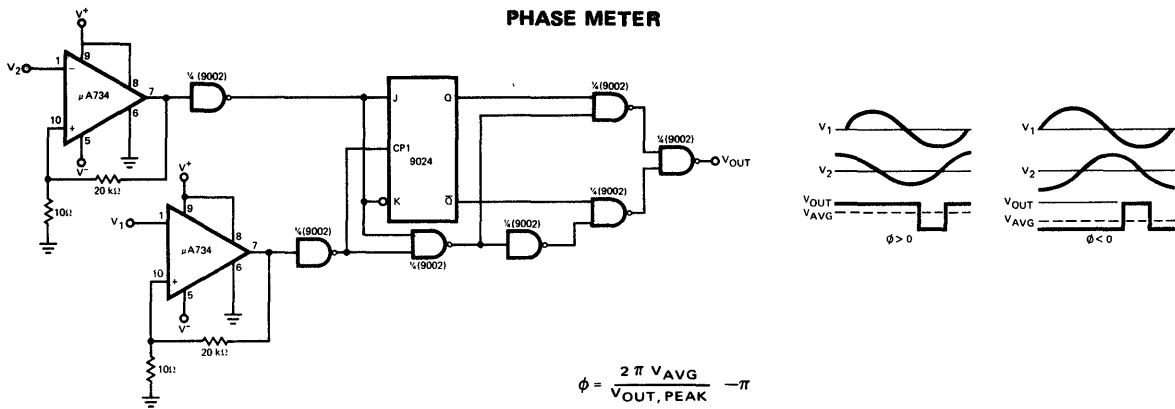 PHASE METER
V+
9
V2
1
−
μA734
8
7
6
10
+
5
V−
20 kΩ
10Ω
¼(9002)
J
Q
CP1
9024
K
Q̅
¼(9002)
¼(9002)
VOUT
¼(9002)
¼(9002)
¼(9002)
¼(9002)
V+
9
V1
1
−
μA734
8
7
6
10
+
5
V−
20 kΩ
10Ω
V1
V2
VOUT
VAVG
ϕ>0
V1
V2
VOUT
VAVG
ϕ<0
ϕ = 2 π VAVG / VOUT, PEAK −π